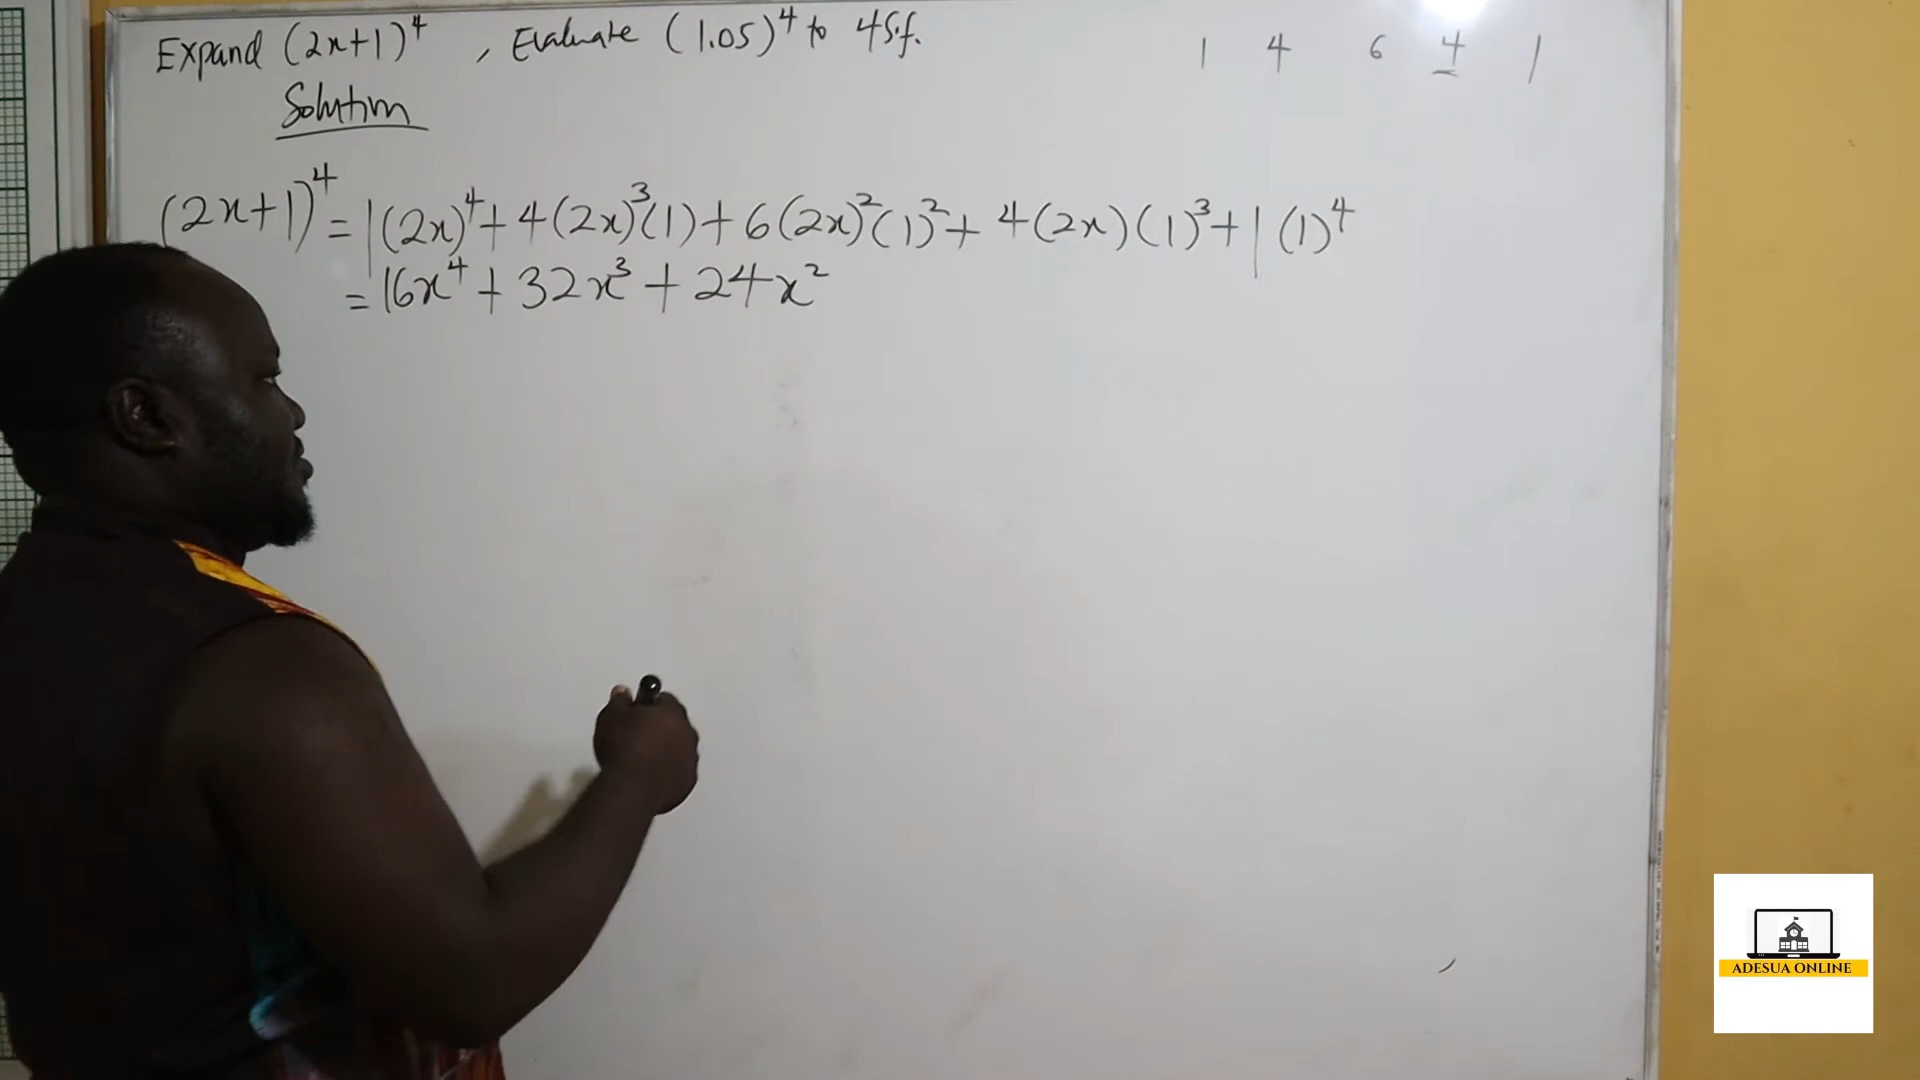 Expand (2x+1)⁴ , Evaluate (1.05)⁴ to 4s.f.
1 4 6 4 1
Solution
(2x+1)⁴ = 1(2x)⁴ + 4(2x)³(1) + 6(2x)²(1)² + 4(2x)(1)³ + 1(1)⁴
= 16x⁴ + 32x³ + 24x²
ADESUA ONLINE